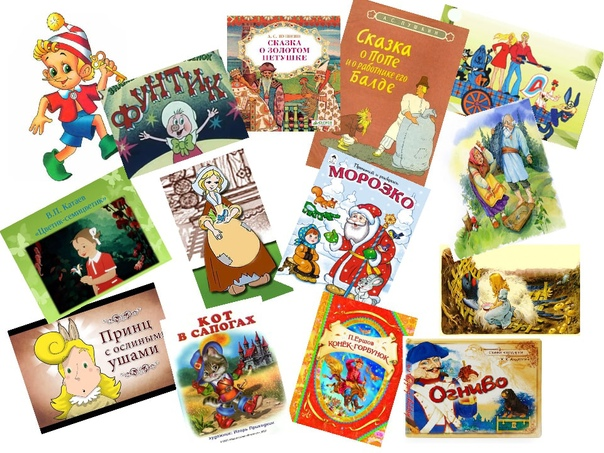 ФУНТИК
А.С. ПУШКИН
СКАЗКА
О ЗОЛОТОМ
ПЕТУШКЕ
А.С. ПУШКИН
Сказка
о попе
и о работнике его
Балде
В.П. Катаев
«Цветик-семицветик»
МОРОЗКО
Принц
с ослиными
ушами
КОТ
В САПОГАХ
П. Ершов
КОНЁК-ГОРБУНОК
Огниво